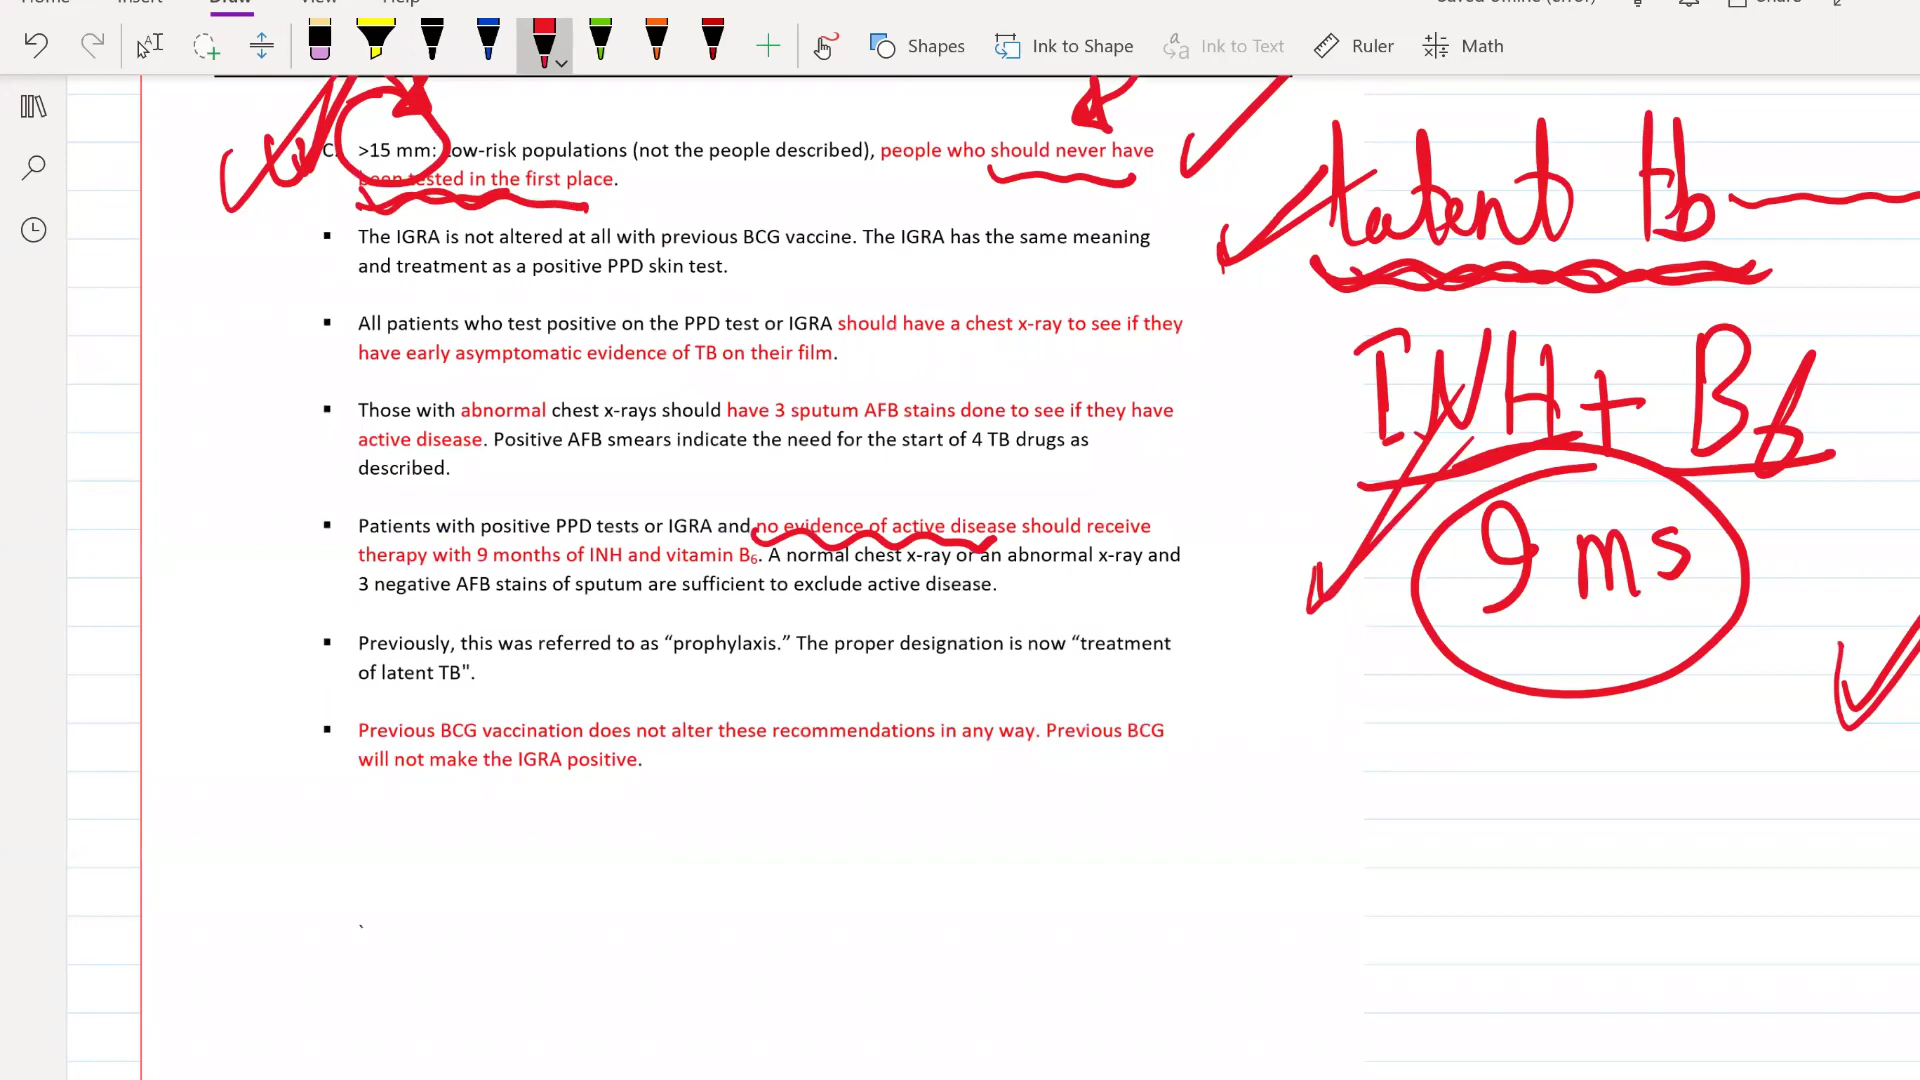 Home Insert Draw View Help Saved online (error) Share
Shapes Ink to Shape Ink to Text Ruler Math
C. >15 mm: Low-risk populations (not the people described), people who should never have
been tested in the first place.
▪ The IGRA is not altered at all with previous BCG vaccine. The IGRA has the same meaning
and treatment as a positive PPD skin test.
▪ All patients who test positive on the PPD test or IGRA should have a chest x-ray to see if they
have early asymptomatic evidence of TB on their film.
▪ Those with abnormal chest x-rays should have 3 sputum AFB stains done to see if they have
active disease. Positive AFB smears indicate the need for the start of 4 TB drugs as
described.
▪ Patients with positive PPD tests or IGRA and no evidence of active disease should receive
therapy with 9 months of INH and vitamin B₆. A normal chest x-ray or an abnormal x-ray and
3 negative AFB stains of sputum are sufficient to exclude active disease.
▪ Previously, this was referred to as “prophylaxis.” The proper designation is now “treatment
of latent TB".
▪ Previous BCG vaccination does not alter these recommendations in any way. Previous BCG
will not make the IGRA positive.
`
Latent tb
INH + B6
9 ms